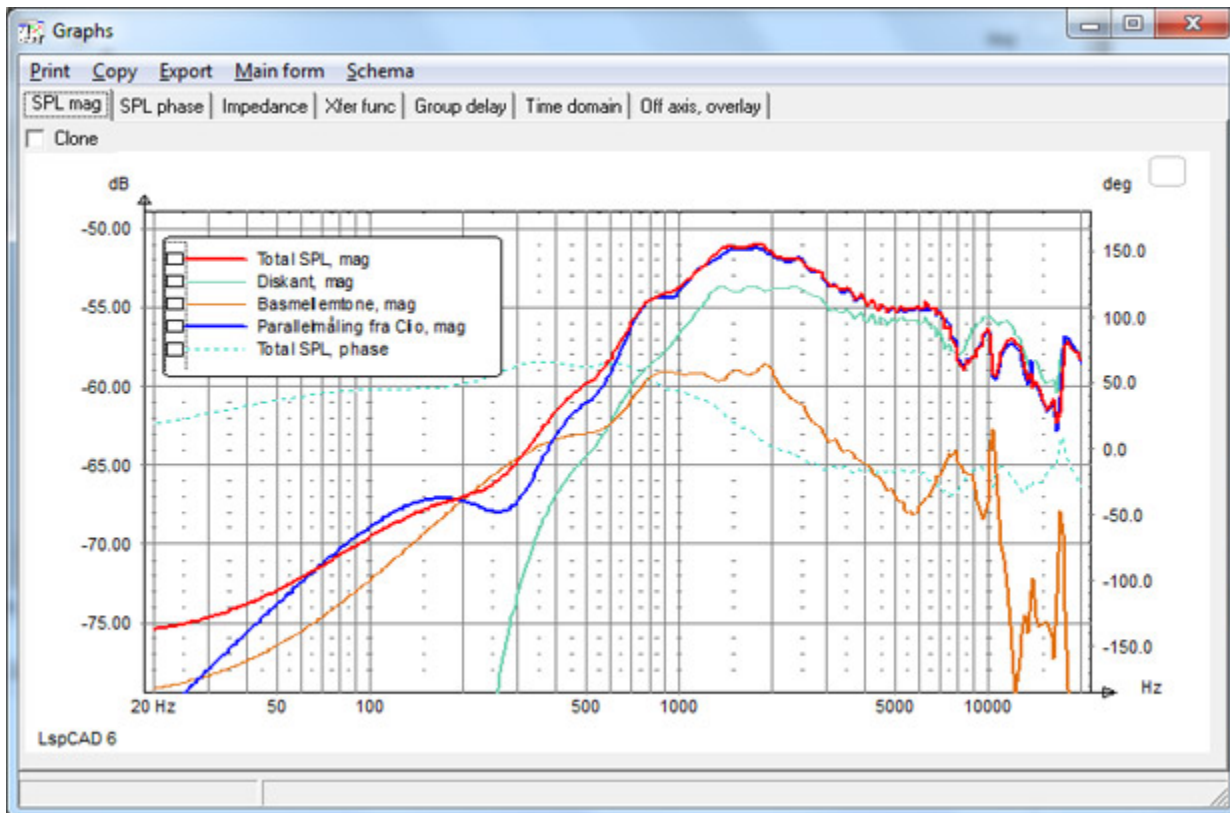 Graphs
Print Copy Export Main form Schema
SPL mag SPL phase Impedance Xfer func Group delay Time domain Off axis, overlay
Clone
dB deg
-50.00
Total SPL, mag
Diskant, mag
Basmellemtone, mag
Parallelmåling fra Clio, mag
Total SPL, phase
-55.00
-60.00
-65.00
-70.00
-75.00
150.0
100.0
50.0
0.0
-50.0
-100.0
-150.0
20 Hz 50 100 500 1000 5000 10000 Hz
LspCAD 6